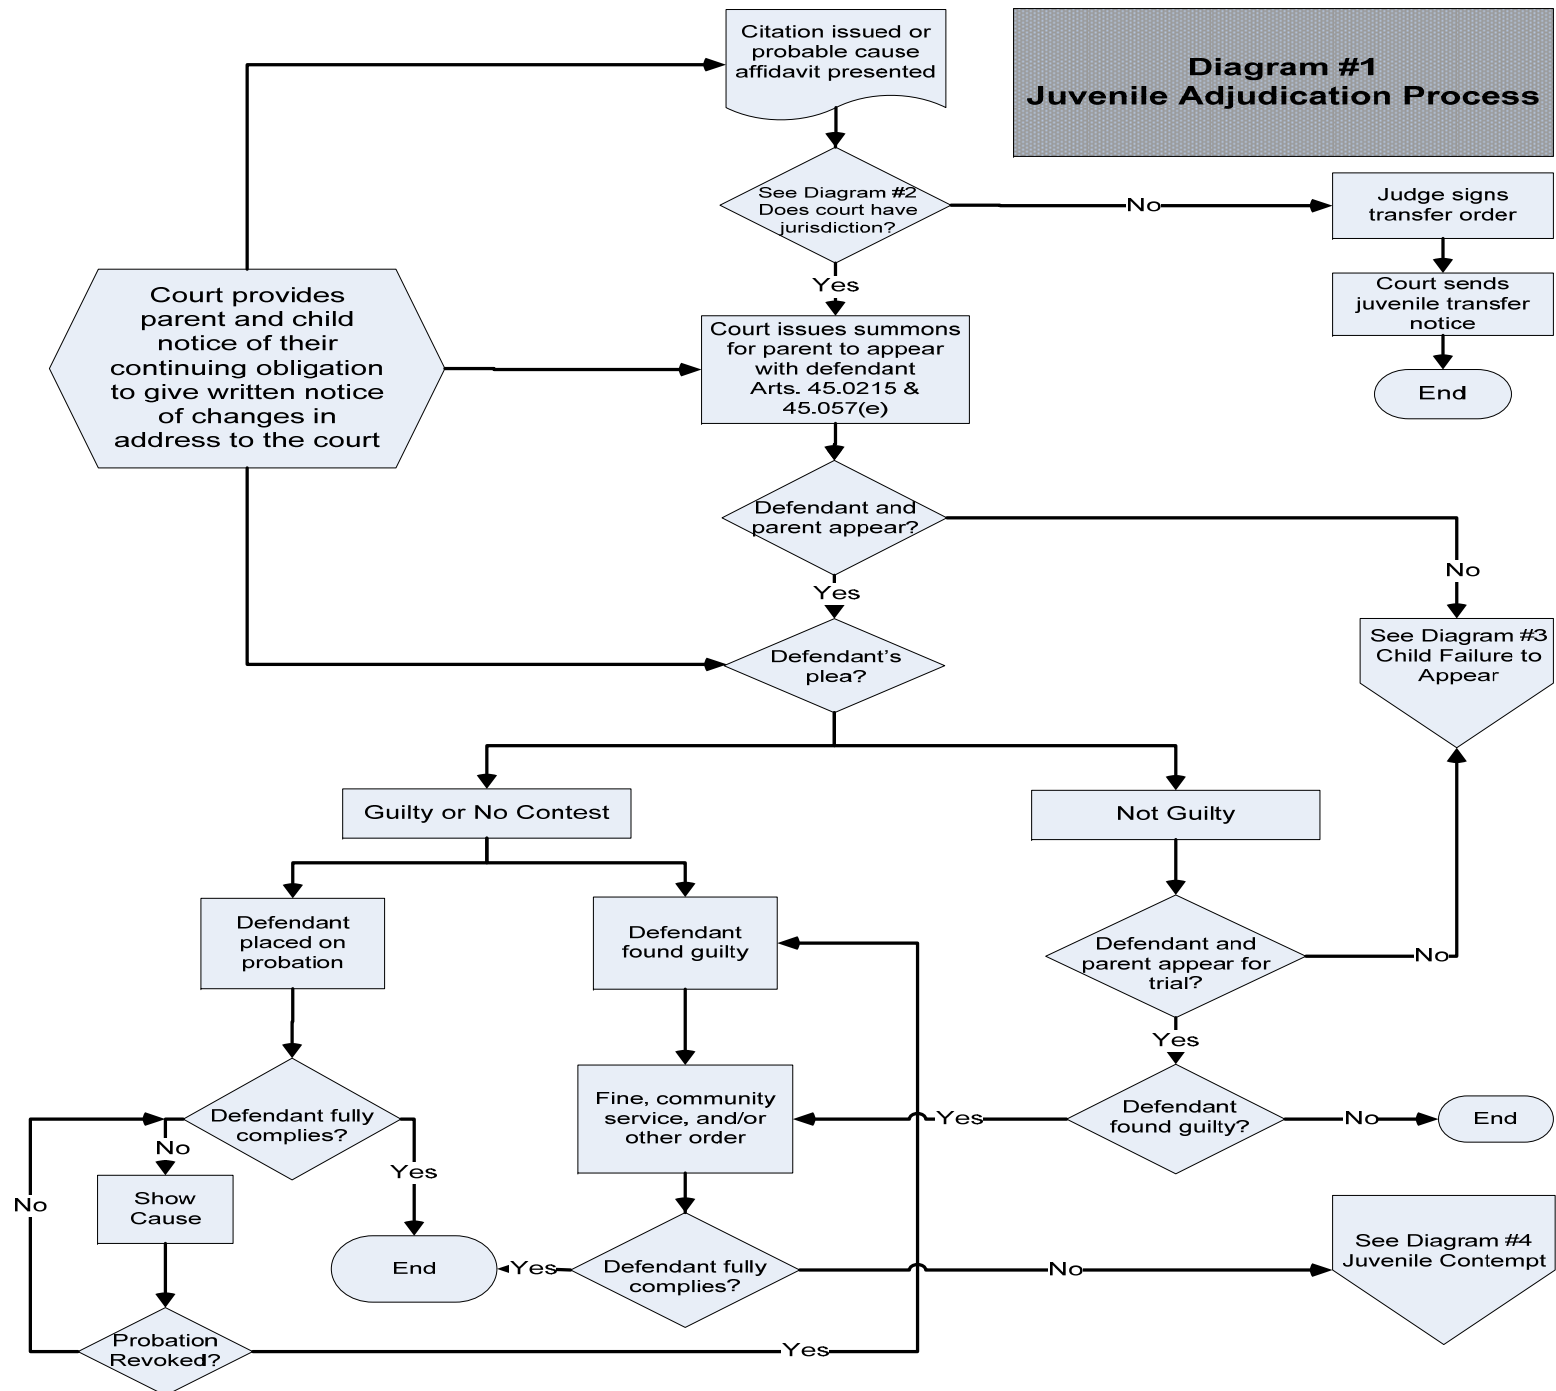 Citation issued or
probable cause
affidavit presented
Diagram #1
Juvenile Adjudication Process
See Diagram #2
Does court have
jurisdiction?
No
Judge signs
transfer order
Yes
Court sends
juvenile transfer
notice
End
Court provides
parent and child
notice of their
continuing obligation
to give written notice
of changes in
address to the court
Court issues summons
for parent to appear
with defendant
Arts. 45.0215 &
45.057(e)
Defendant and
parent appear?
No
Yes
See Diagram #3
Child Failure to
Appear
Defendant's
plea?
Guilty or No Contest
Not Guilty
Defendant
placed on
probation
Defendant
found guilty
Defendant and
parent appear for
trial?
No
Yes
Defendant fully
complies?
No
Yes
Fine, community
service, and/or
other order
Yes
Defendant
found guilty?
No
End
No
Show
Cause
End
Yes
Defendant fully
complies?
No
See Diagram #4
Juvenile Contempt
Probation
Revoked?
Yes